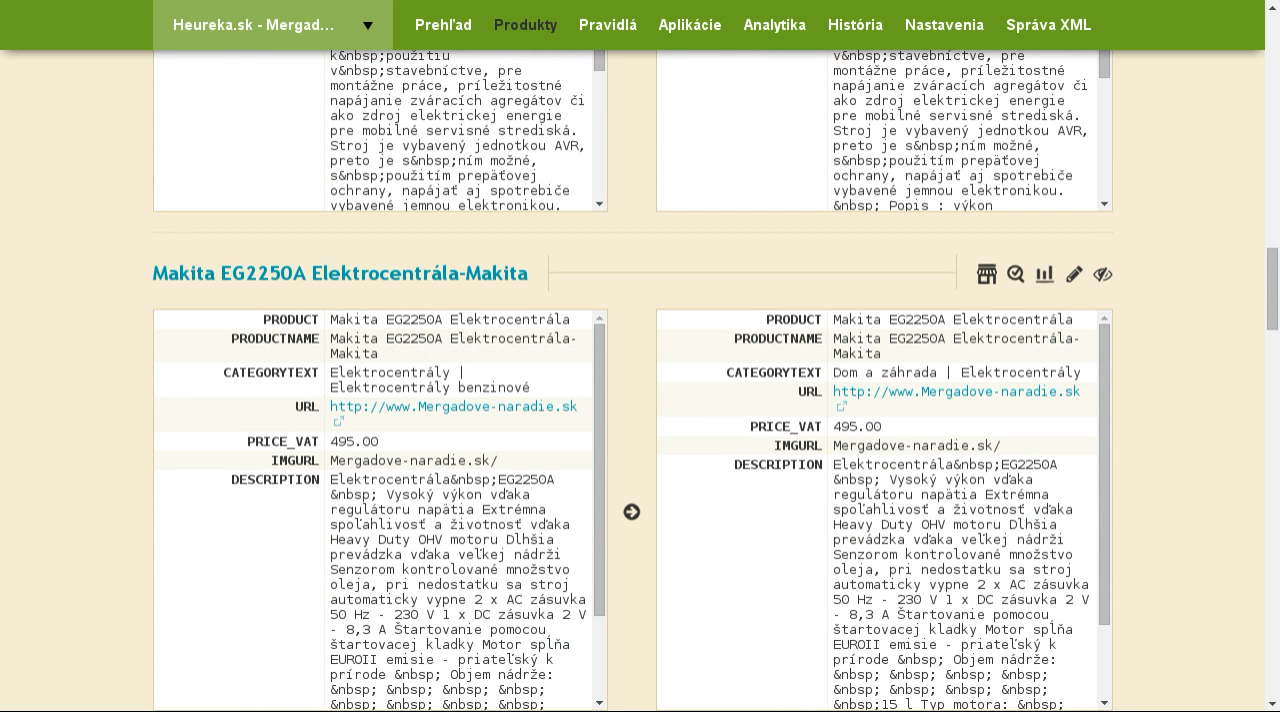 Heureka.sk - Mergad... Prehľad Produkty Pravidlá Aplikácie Analytika História Nastavenia Správa XML
k&nbsp;použitiu
v&nbsp;stavebníctve, pre
montážne práce, príležitostné
napájanie zváracích agregátov či
ako zdroj elektrickej energie
pre mobilné servisné strediská.
Stroj je vybavený jednotkou AVR,
preto je s&nbsp;ním možné,
s&nbsp;použitím prepäťovej
ochrany, napájať aj spotrebiče
vybavené jemnou elektronikou.
v&nbsp;stavebníctve, pre
montážne práce, príležitostné
napájanie zváracích agregátov či
ako zdroj elektrickej energie
pre mobilné servisné strediská.
Stroj je vybavený jednotkou AVR,
preto je s&nbsp;ním možné,
s&nbsp;použitím prepäťovej
ochrany, napájať aj spotrebiče
vybavené jemnou elektronikou.
&nbsp; Popis : výkon
Makita EG2250A Elektrocentrála-Makita
PRODUCT Makita EG2250A Elektrocentrála
PRODUCTNAME Makita EG2250A Elektrocentrála-
Makita
CATEGORYTEXT Elektrocentrály |
Elektrocentrály benzinové
URL http://www.Mergadove-naradie.sk
PRICE_VAT 495.00
IMGURL Mergadove-naradie.sk/
DESCRIPTION Elektrocentrála&nbsp;EG2250A
&nbsp; Vysoký výkon vďaka
regulátoru napätia Extrémna
spoľahlivosť a životnosť vďaka
Heavy Duty OHV motoru Dlhšia
prevádzka vďaka veľkej nádrži
Senzorom kontrolované množstvo
oleja, pri nedostatku sa stroj
automaticky vypne 2 x AC zásuvka
50 Hz - 230 V 1 x DC zásuvka 2 V
- 8,3 A Štartovanie pomocou
štartovacej kladky Motor spĺňa
EUROII emisie - priateľský k
prírode &nbsp; Objem nádrže:
&nbsp; &nbsp; &nbsp; &nbsp;
&nbsp; &nbsp; &nbsp; &nbsp;
PRODUCT Makita EG2250A Elektrocentrála
PRODUCTNAME Makita EG2250A Elektrocentrála-
Makita
CATEGORYTEXT Dom a záhrada | Elektrocentrály
URL http://www.Mergadove-naradie.sk
PRICE_VAT 495.00
IMGURL Mergadove-naradie.sk/
DESCRIPTION Elektrocentrála&nbsp;EG2250A
&nbsp; Vysoký výkon vďaka
regulátoru napätia Extrémna
spoľahlivosť a životnosť vďaka
Heavy Duty OHV motoru Dlhšia
prevádzka vďaka veľkej nádrži
Senzorom kontrolované množstvo
oleja, pri nedostatku sa stroj
automaticky vypne 2 x AC zásuvka
50 Hz - 230 V 1 x DC zásuvka 2 V
- 8,3 A Štartovanie pomocou
štartovacej kladky Motor spĺňa
EUROII emisie - priateľský k
prírode &nbsp; Objem nádrže:
&nbsp; &nbsp; &nbsp; &nbsp;
&nbsp; &nbsp; &nbsp; &nbsp;
&nbsp;15 l Typ motora: &nbsp;